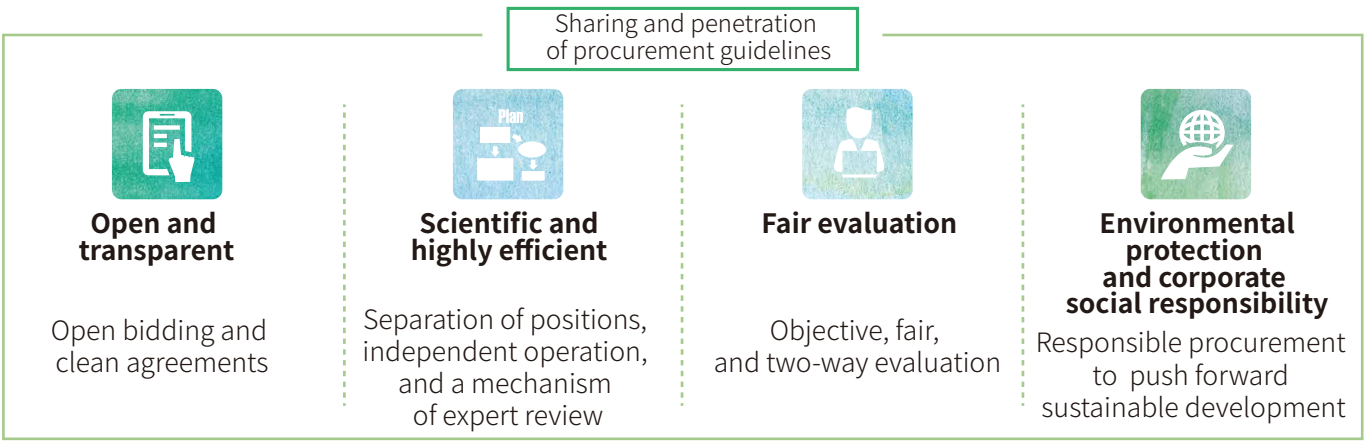 Sharing and penetration
of procurement guidelines
Open and
transparent
Open bidding and
clean agreements
Plan
Scientific and
highly efficient
Separation of positions,
independent operation,
and a mechanism
of expert review
Fair evaluation
Objective, fair,
and two-way evaluation
Environmental
protection
and corporate
social responsibility
Responsible procurement
to push forward
sustainable development